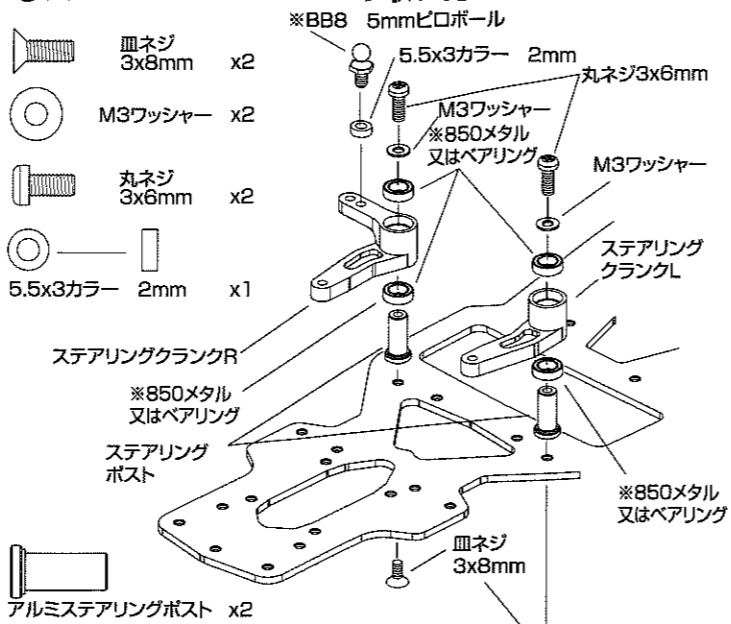 ※BB8 5mmピロボール
皿ネジ
3x8mm x2
5.5x3カラー 2mm
丸ネジ3x6mm
M3ワッシャー x2
M3ワッシャー
※850メタル
又はベアリング
M3ワッシャー
丸ネジ
3x6mm x2
ステアリング
クランクL
5.5x3カラー 2mm x1
ステアリングクランクR
※850メタル
又はベアリング
ステアリング
ポスト
※850メタル
又はベアリング
皿ネジ
3x8mm
アルミステアリングポスト x2